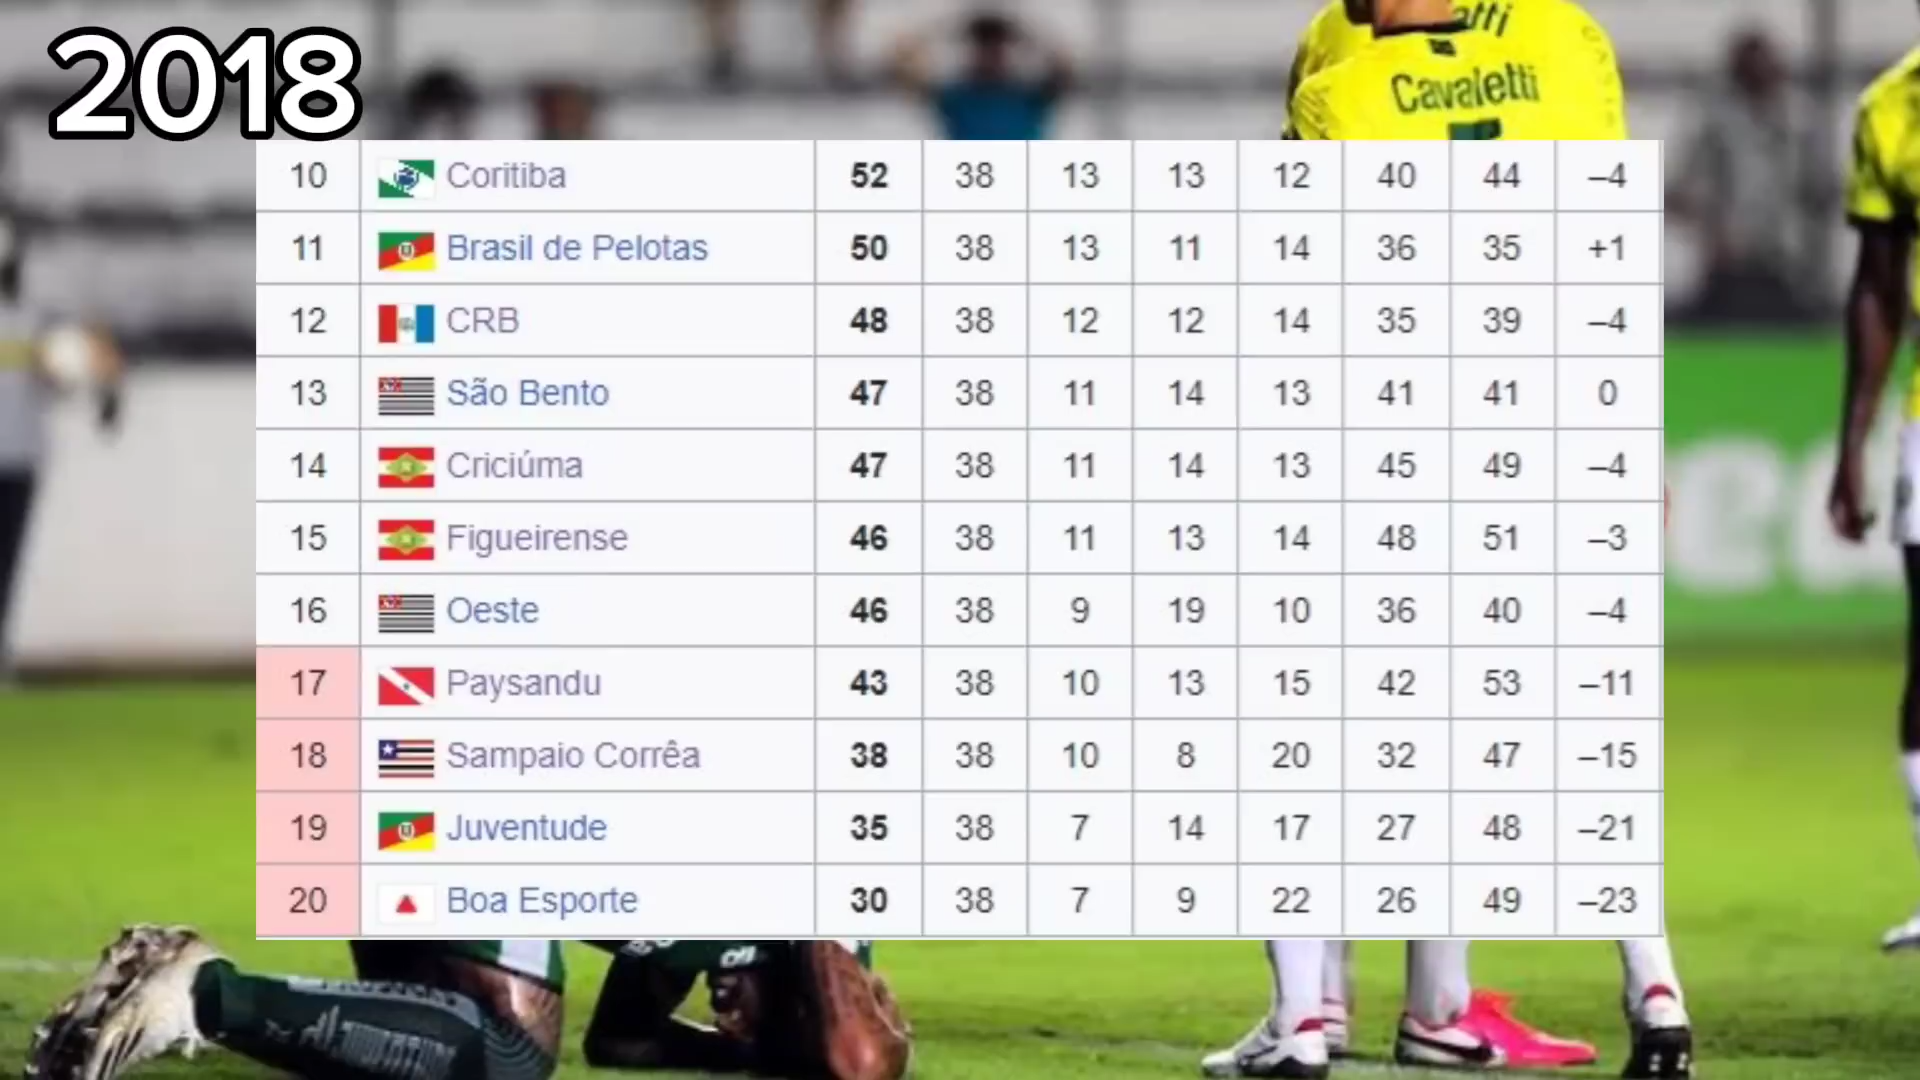 2018
Cavaletti
10 Coritiba 52 38 13 13 12 40 44 –4
11 Brasil de Pelotas 50 38 13 11 14 36 35 +1
12 CRB 48 38 12 12 14 35 39 –4
13 São Bento 47 38 11 14 13 41 41 0
14 Criciúma 47 38 11 14 13 45 49 –4
15 Figueirense 46 38 11 13 14 48 51 –3
16 Oeste 46 38 9 19 10 36 40 –4
17 Paysandu 43 38 10 13 15 42 53 –11
18 Sampaio Corrêa 38 38 10 8 20 32 47 –15
19 Juventude 35 38 7 14 17 27 48 –21
20 Boa Esporte 30 38 7 9 22 26 49 –23